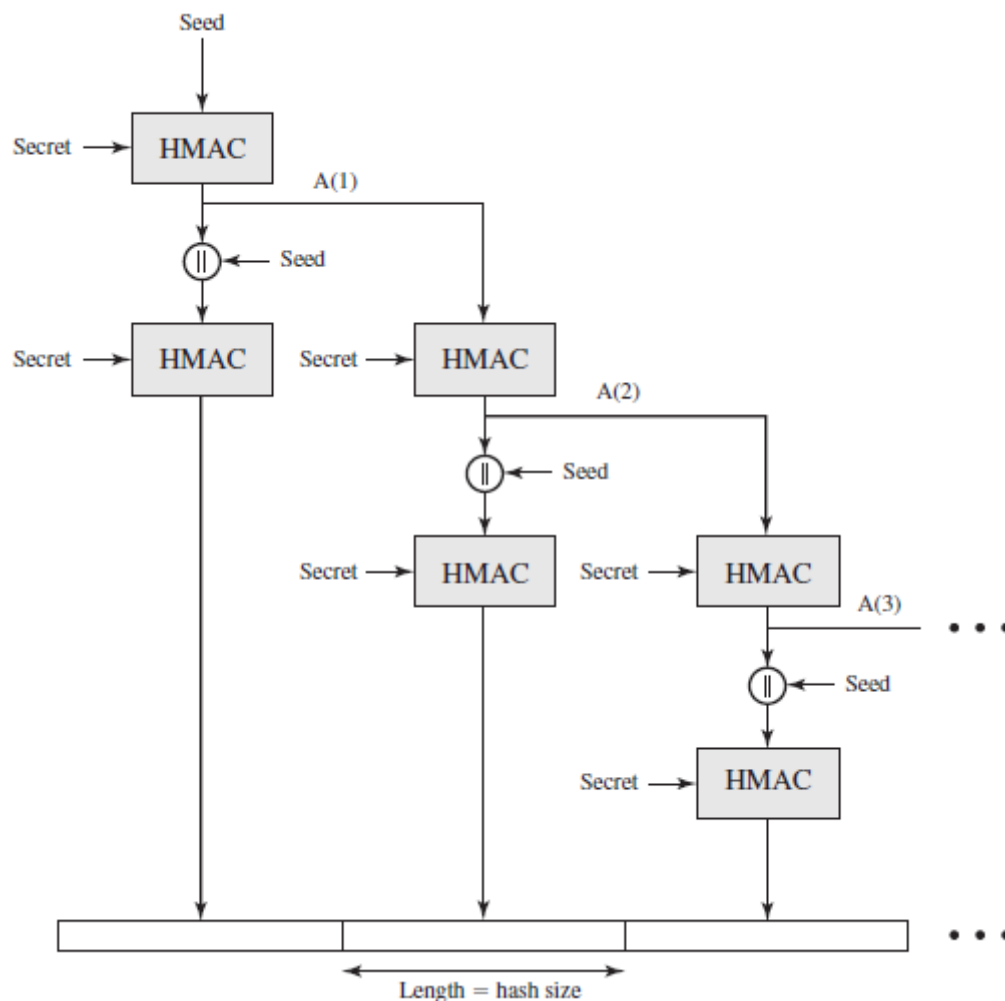 Seed
Secret
HMAC
A(1)
||
Seed
Secret
HMAC
Secret
HMAC
A(2)
||
Seed
Secret
HMAC
Secret
HMAC
A(3)
• • •
||
Seed
Secret
HMAC
• • •
Length = hash size